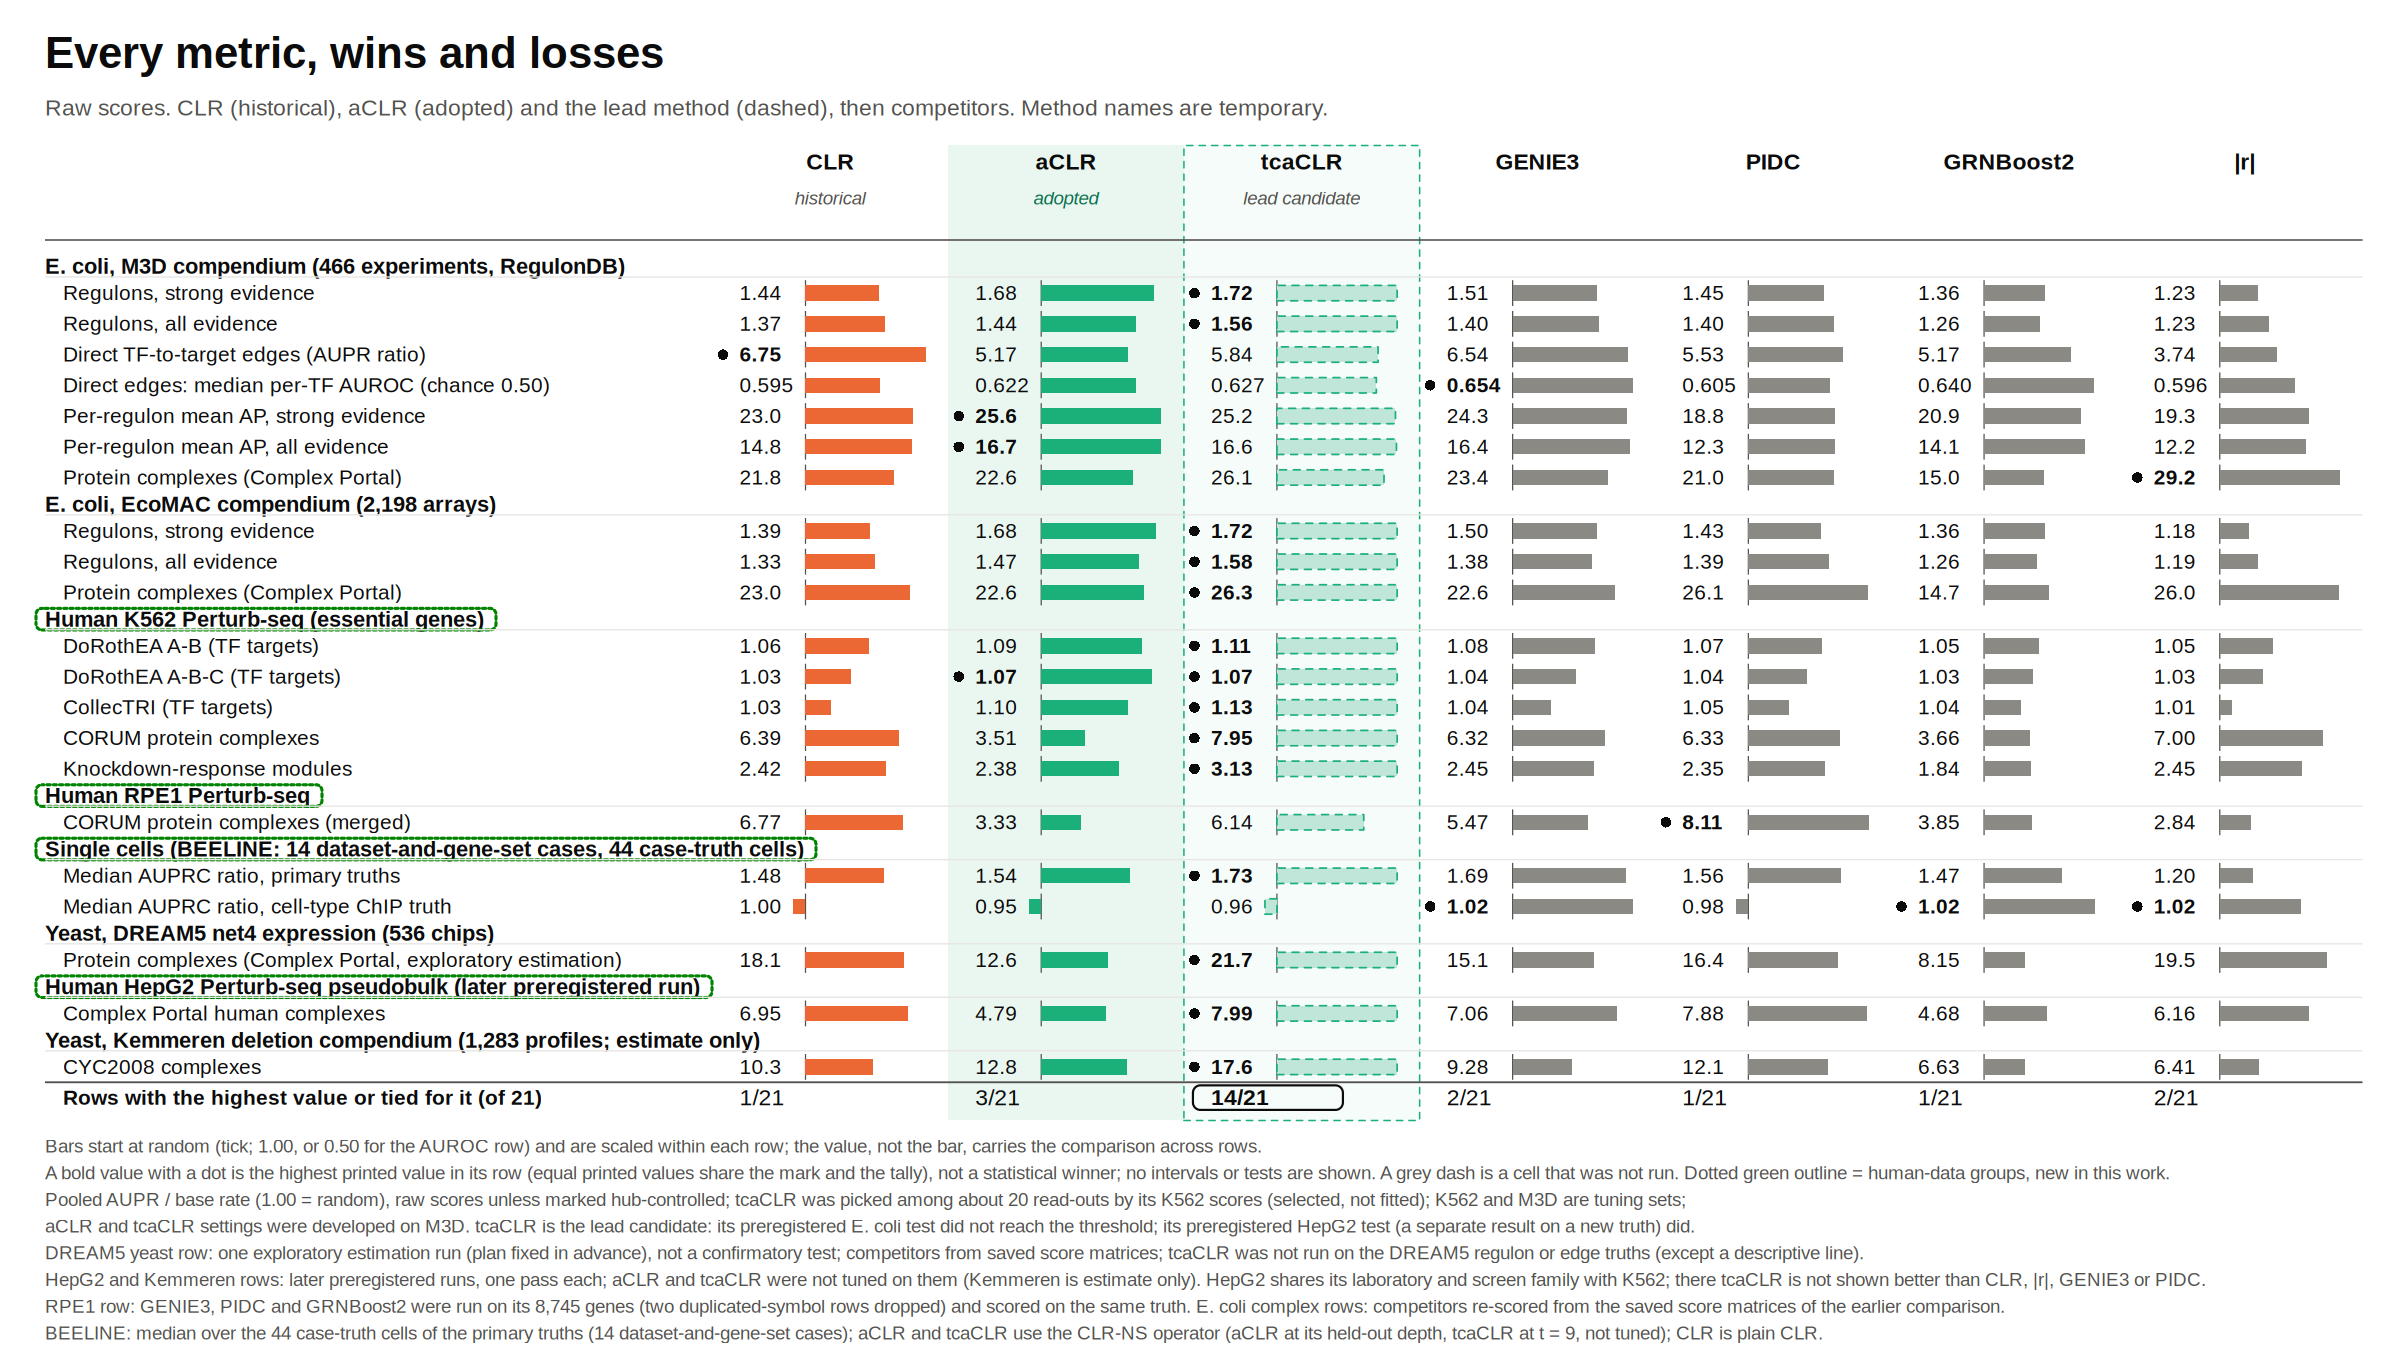 Every metric, wins and losses
Raw scores. CLR (historical), aCLR (adopted) and the lead method (dashed), then competitors. Method names are temporary.
CLR aCLR tcaCLR GENIE3 PIDC GRNBoost2 |r|
historical adopted lead candidate
E. coli, M3D compendium (466 experiments, RegulonDB)
Regulons, strong evidence 1.44 1.68 • 1.72 1.51 1.45 1.36 1.23
Regulons, all evidence 1.37 1.44 • 1.56 1.40 1.40 1.26 1.23
Direct TF-to-target edges (AUPR ratio) • 6.75 5.17 5.84 6.54 5.53 5.17 3.74
Direct edges: median per-TF AUROC (chance 0.50) 0.595 0.622 0.627 • 0.654 0.605 0.640 0.596
Per-regulon mean AP, strong evidence 23.0 • 25.6 25.2 24.3 18.8 20.9 19.3
Per-regulon mean AP, all evidence 14.8 • 16.7 16.6 16.4 12.3 14.1 12.2
Protein complexes (Complex Portal) 21.8 22.6 26.1 23.4 21.0 15.0 • 29.2
E. coli, EcoMAC compendium (2,198 arrays)
Regulons, strong evidence 1.39 1.68 • 1.72 1.50 1.43 1.36 1.18
Regulons, all evidence 1.33 1.47 • 1.58 1.38 1.39 1.26 1.19
Protein complexes (Complex Portal) 23.0 22.6 • 26.3 22.6 26.1 14.7 26.0
Human K562 Perturb-seq (essential genes)
DoRothEA A-B (TF targets) 1.06 1.09 • 1.11 1.08 1.07 1.05 1.05
DoRothEA A-B-C (TF targets) 1.03 • 1.07 • 1.07 1.04 1.04 1.03 1.03
CollecTRI (TF targets) 1.03 1.10 • 1.13 1.04 1.05 1.04 1.01
CORUM protein complexes 6.39 3.51 • 7.95 6.32 6.33 3.66 7.00
Knockdown-response modules 2.42 2.38 • 3.13 2.45 2.35 1.84 2.45
Human RPE1 Perturb-seq
CORUM protein complexes (merged) 6.77 3.33 6.14 5.47 • 8.11 3.85 2.84
Single cells (BEELINE: 14 dataset-and-gene-set cases, 44 case-truth cells)
Median AUPRC ratio, primary truths 1.48 1.54 • 1.73 1.69 1.56 1.47 1.20
Median AUPRC ratio, cell-type ChIP truth 1.00 0.95 0.96 • 1.02 0.98 • 1.02 • 1.02
Yeast, DREAM5 net4 expression (536 chips)
Protein complexes (Complex Portal, exploratory estimation) 18.1 12.6 • 21.7 15.1 16.4 8.15 19.5
Human HepG2 Perturb-seq pseudobulk (later preregistered run)
Complex Portal human complexes 6.95 4.79 • 7.99 7.06 7.88 4.68 6.16
Yeast, Kemmeren deletion compendium (1,283 profiles; estimate only)
CYC2008 complexes 10.3 12.8 • 17.6 9.28 12.1 6.63 6.41
Rows with the highest value or tied for it (of 21) 1/21 3/21 14/21 2/21 1/21 1/21 2/21
Bars start at random (tick; 1.00, or 0.50 for the AUROC row) and are scaled within each row; the value, not the bar, carries the comparison across rows.
A bold value with a dot is the highest printed value in its row (equal printed values share the mark and the tally), not a statistical winner; no intervals or tests are shown. A grey dash is a cell that was not run. Dotted green outline = human-data groups, new in this work.
Pooled AUPR / base rate (1.00 = random), raw scores unless marked hub-controlled; tcaCLR was picked among about 20 read-outs by its K562 scores (selected, not fitted); K562 and M3D are tuning sets;
aCLR and tcaCLR settings were developed on M3D. tcaCLR is the lead candidate: its preregistered E. coli test did not reach the threshold; its preregistered HepG2 test (a separate result on a new truth) did.
DREAM5 yeast row: one exploratory estimation run (plan fixed in advance), not a confirmatory test; competitors from saved score matrices; tcaCLR was not run on the DREAM5 regulon or edge truths (except a descriptive line).
HepG2 and Kemmeren rows: later preregistered runs, one pass each; aCLR and tcaCLR were not tuned on them (Kemmeren is estimate only). HepG2 shares its laboratory and screen family with K562; there tcaCLR is not shown better than CLR, |r|, GENIE3 or PIDC.
RPE1 row: GENIE3, PIDC and GRNBoost2 were run on its 8,745 genes (two duplicated-symbol rows dropped) and scored on the same truth. E. coli complex rows: competitors re-scored from the saved score matrices of the earlier comparison.
BEELINE: median over the 44 case-truth cells of the primary truths (14 dataset-and-gene-set cases); aCLR and tcaCLR use the CLR-NS operator (aCLR at its held-out depth, tcaCLR at t = 9, not tuned); CLR is plain CLR.